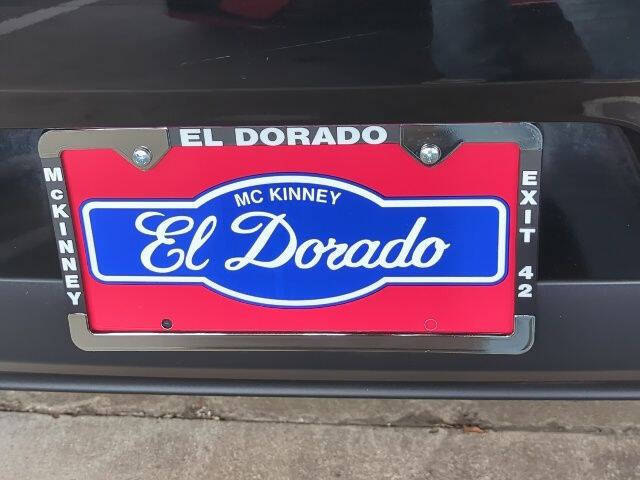 EL DORADO
McKINNEY
MC KINNEY
El Dorado
EXIT 42